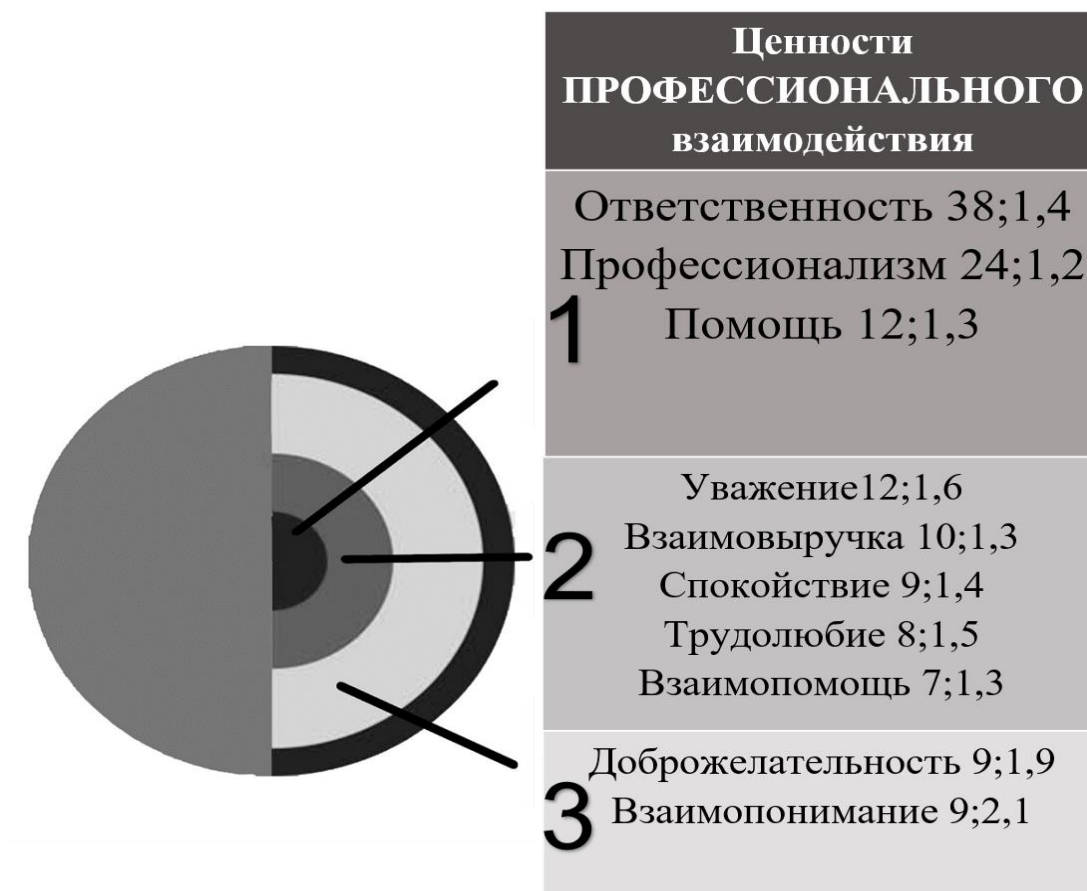 Ценности
ПРОФЕССИОНАЛЬНОГО
взаимодействия
Ответственность 38;1,4
Профессионализм 24;1,2
Помощь 12;1,3
1
Уважение12;1,6
Взаимовыручка 10;1,3
Спокойствие 9;1,4
Трудолюбие 8;1,5
Взаимопомощь 7;1,3
2
Доброжелательность 9;1,9
Взаимопонимание 9;2,1
3